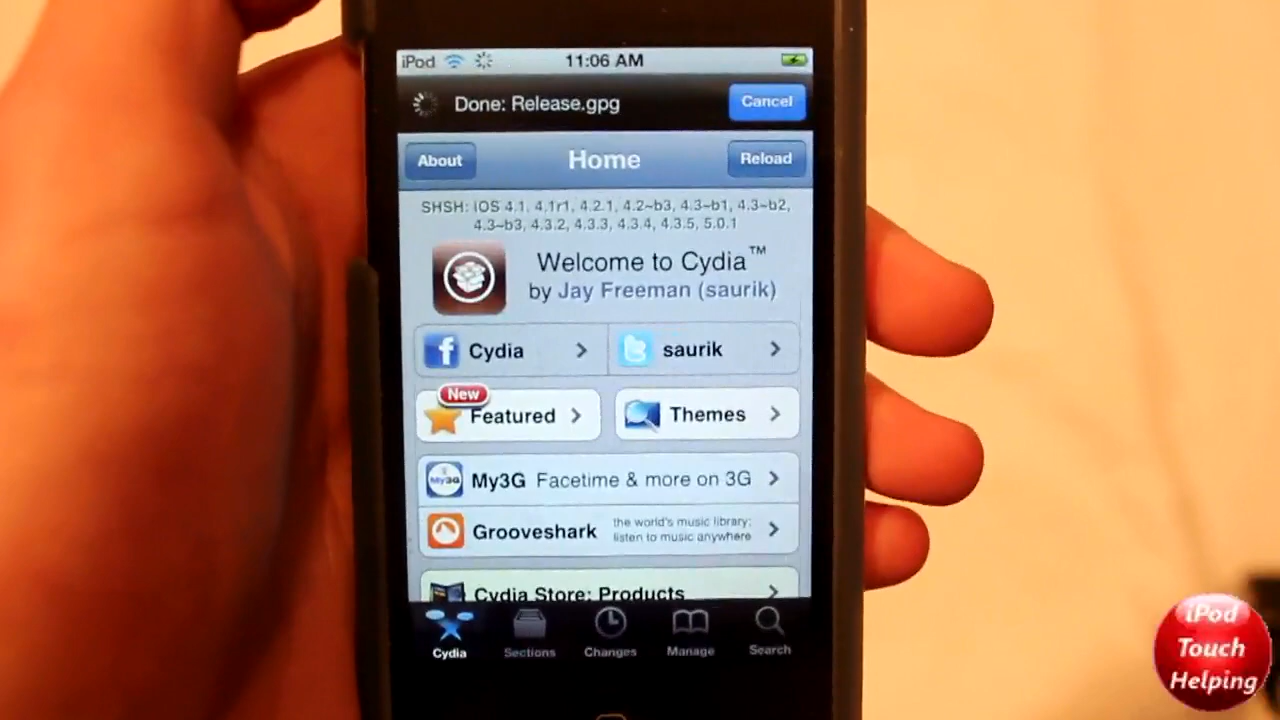 iPod 11:06 AM
Done: Release.gpg Cancel
About Home Reload
SHSH: iOS 4.1, 4.1r1, 4.2.1, 4.2~b3, 4.3~b1, 4.3~b2,
4.3~b3, 4.3.2, 4.3.3, 4.3.4, 4.3.5, 5.0.1
Welcome to Cydia™
by Jay Freeman (saurik)
f Cydia saurik
New
Featured Themes
My3G My3G Facetime & more on 3G
Grooveshark the world's music library:
listen to music anywhere
Cydia Store: Products
Cydia Sections Changes Manage Search
iPod
Touch
Helping